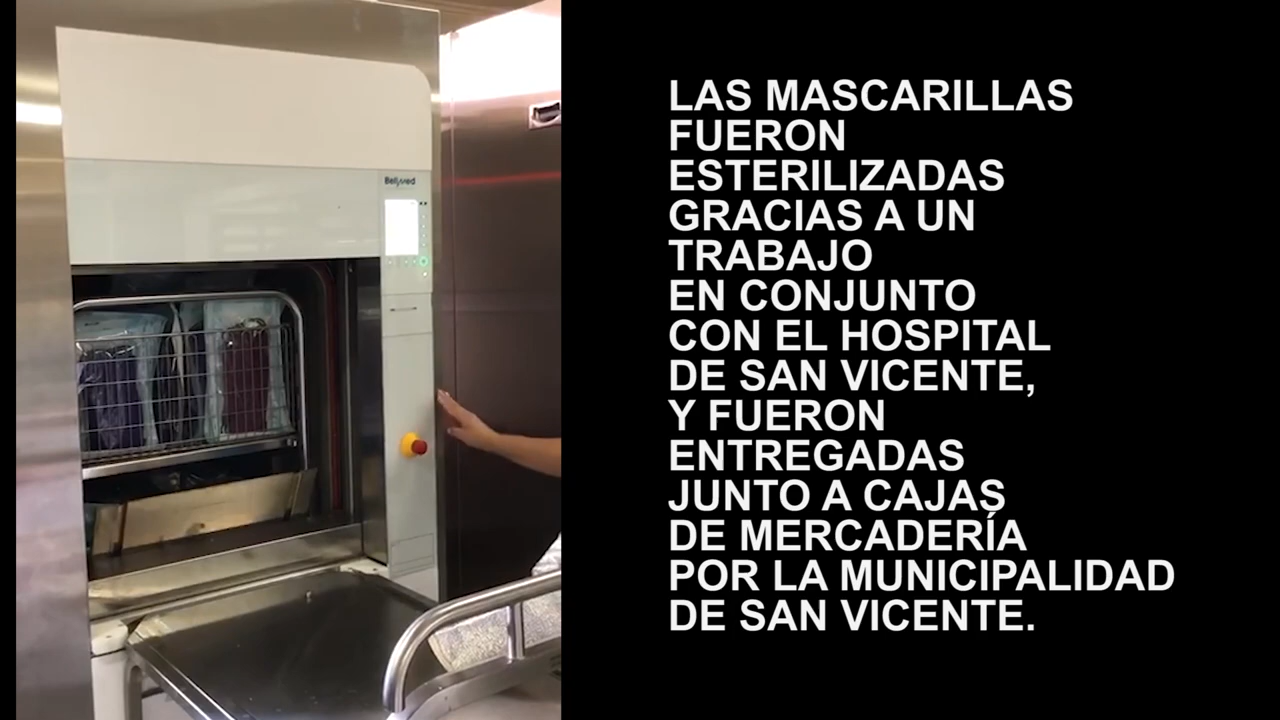 BeliMed
LAS MASCARILLAS
FUERON
ESTERILIZADAS
GRACIAS A UN
TRABAJO
EN CONJUNTO
CON EL HOSPITAL
DE SAN VICENTE,
Y FUERON
ENTREGADAS
JUNTO A CAJAS
DE MERCADERÍA
POR LA MUNICIPALIDAD
DE SAN VICENTE.